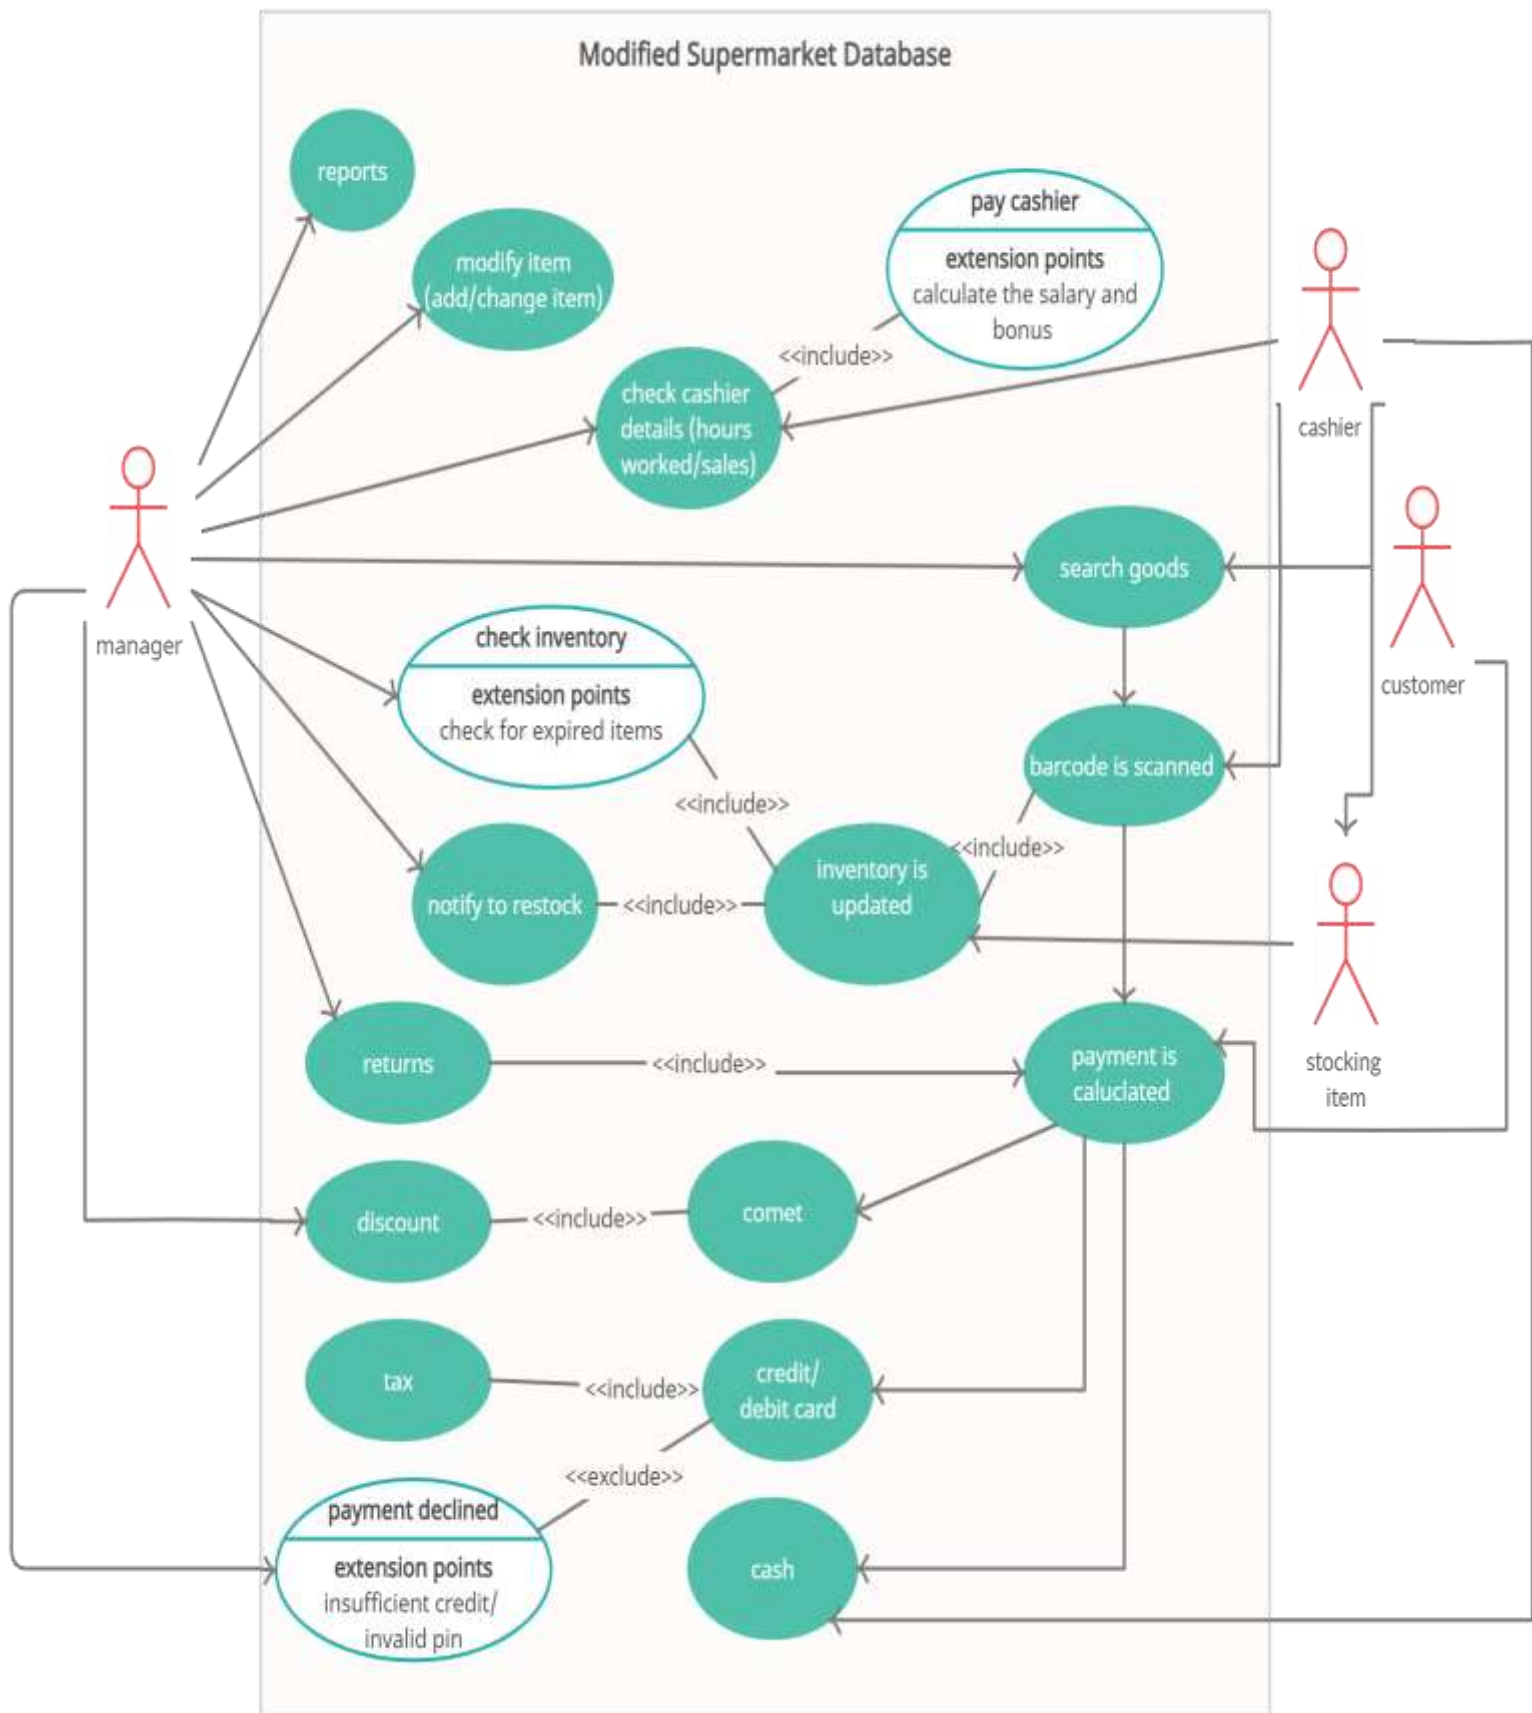 Modified Supermarket Database
reports
modify item
(add/change item)
pay cashier
extension points
calculate the salary and
bonus
<<include>>
check cashier
details (hours
worked/sales)
cashier
manager
search goods
customer
check inventory
extension points
check for expired items
<<include>>
barcode is scanned
<<include>>
inventory is
updated
notify to restock
<<include>>
returns
<<include>>
payment is
caluclated
stocking
item
discount
<<include>>
comet
tax
<<include>>
credit/
debit card
<<exclude>>
payment declined
extension points
insufficient credit/
invalid pin
cash